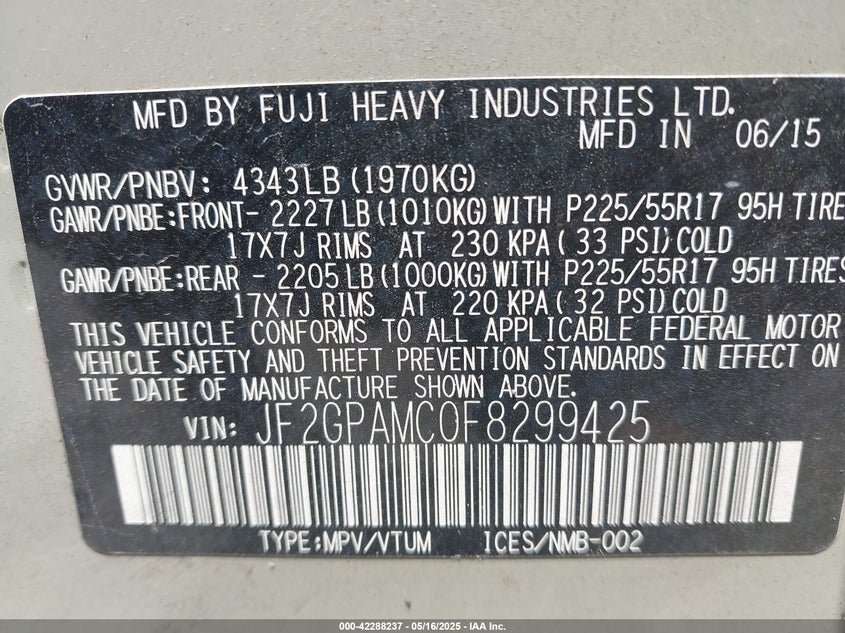 MFD BY FUJI HEAVY INDUSTRIES LTD.
MFD IN 06/15
GVWR/PNBV: 4343LB (1970KG)
GAWR/PNBE:FRONT- 2227 LB (1010KG) WITH P225/55R17 95H TIRE
17X7J RIMS AT 230 KPA ( 33 PSI) COLD
GAWR/PNBE:REAR - 2205 LB (1000KG) WITH P225/55R17 95H TIRES
17X7J RIMS AT 220 KPA ( 32 PSI) COLD
THIS VEHICLE CONFORMS TO ALL APPLICABLE FEDERAL MOTOR
VEHICLE SAFETY AND THEFT PREVENTION STANDARDS IN EFFECT ON
THE DATE OF MANUFACTURE SHOWN ABOVE.
VIN: JF2GPAMC0F8299425
TYPE:MPV/VTUM ICES/NMB-002
000-42288237 - 05/16/2025 - IAA Inc.